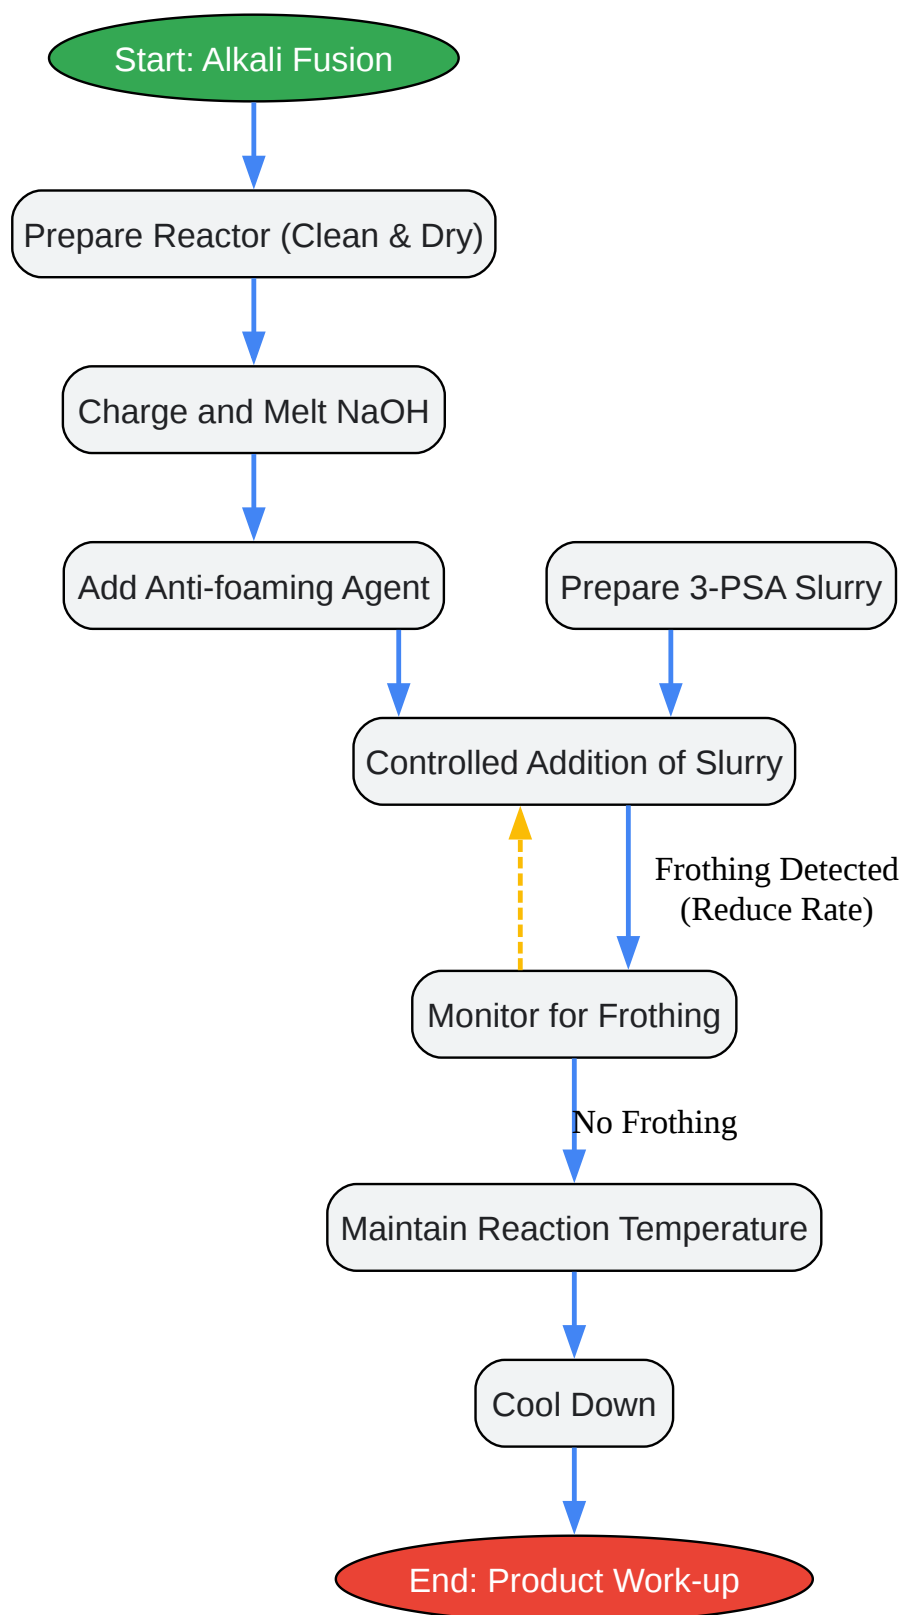 Start: Alkali Fusion
Prepare Reactor (Clean & Dry)
Charge and Melt NaOH
Add Anti-foaming Agent
Prepare 3-PSA Slurry
Controlled Addition of Slurry
Frothing Detected
(Reduce Rate)
Monitor for Frothing
No Frothing
Maintain Reaction Temperature
Cool Down
End: Product Work-up